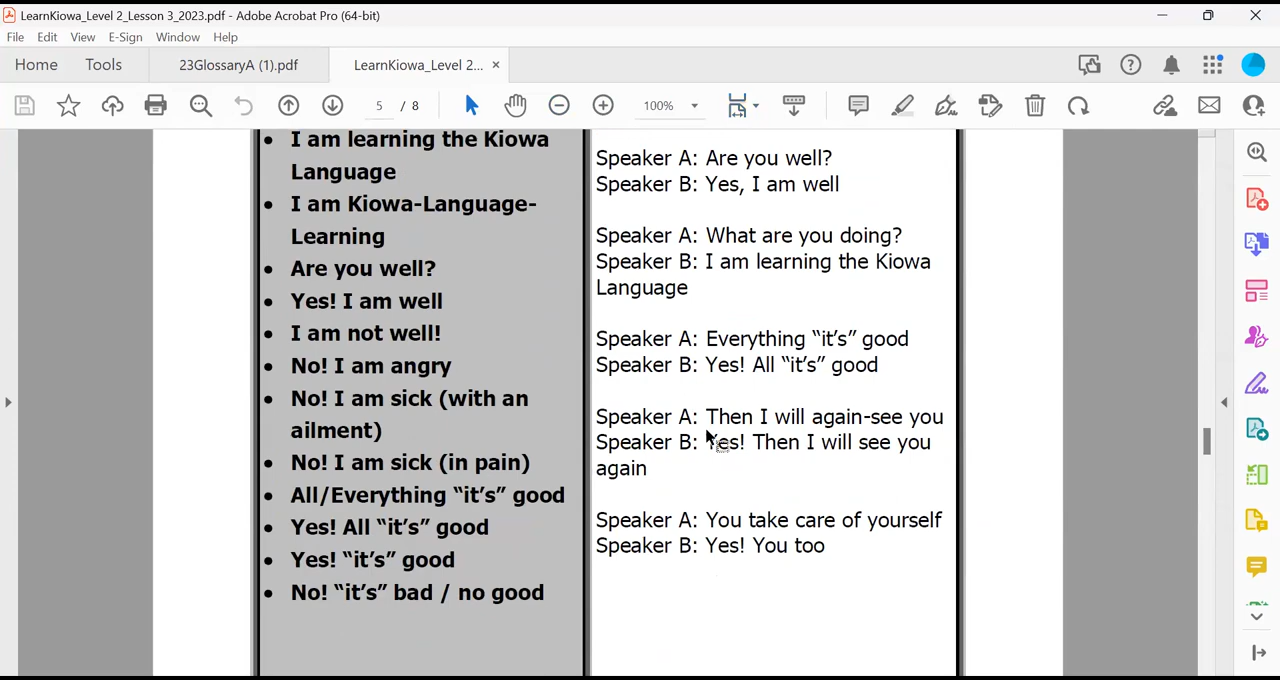 LearnKiowa_Level 2_Lesson 3_2023.pdf - Adobe Acrobat Pro (64-bit)
File Edit View E-Sign Window Help
Home Tools 23GlossaryA (1).pdf LearnKiowa_Level 2... ×
5 / 8 100%
• I am learning the Kiowa
Language
• I am Kiowa-Language-
Learning
• Are you well?
• Yes! I am well
• I am not well!
• No! I am angry
• No! I am sick (with an
ailment)
• No! I am sick (in pain)
• All/Everything “it’s” good
• Yes! All “it’s” good
• Yes! “it’s” good
• No! “it’s” bad / no good
Speaker A: Are you well?
Speaker B: Yes, I am well
Speaker A: What are you doing?
Speaker B: I am learning the Kiowa
Language
Speaker A: Everything “it’s” good
Speaker B: Yes! All “it’s” good
Speaker A: Then I will again-see you
Speaker B: Yes! Then I will see you
again
Speaker A: You take care of yourself
Speaker B: Yes! You too